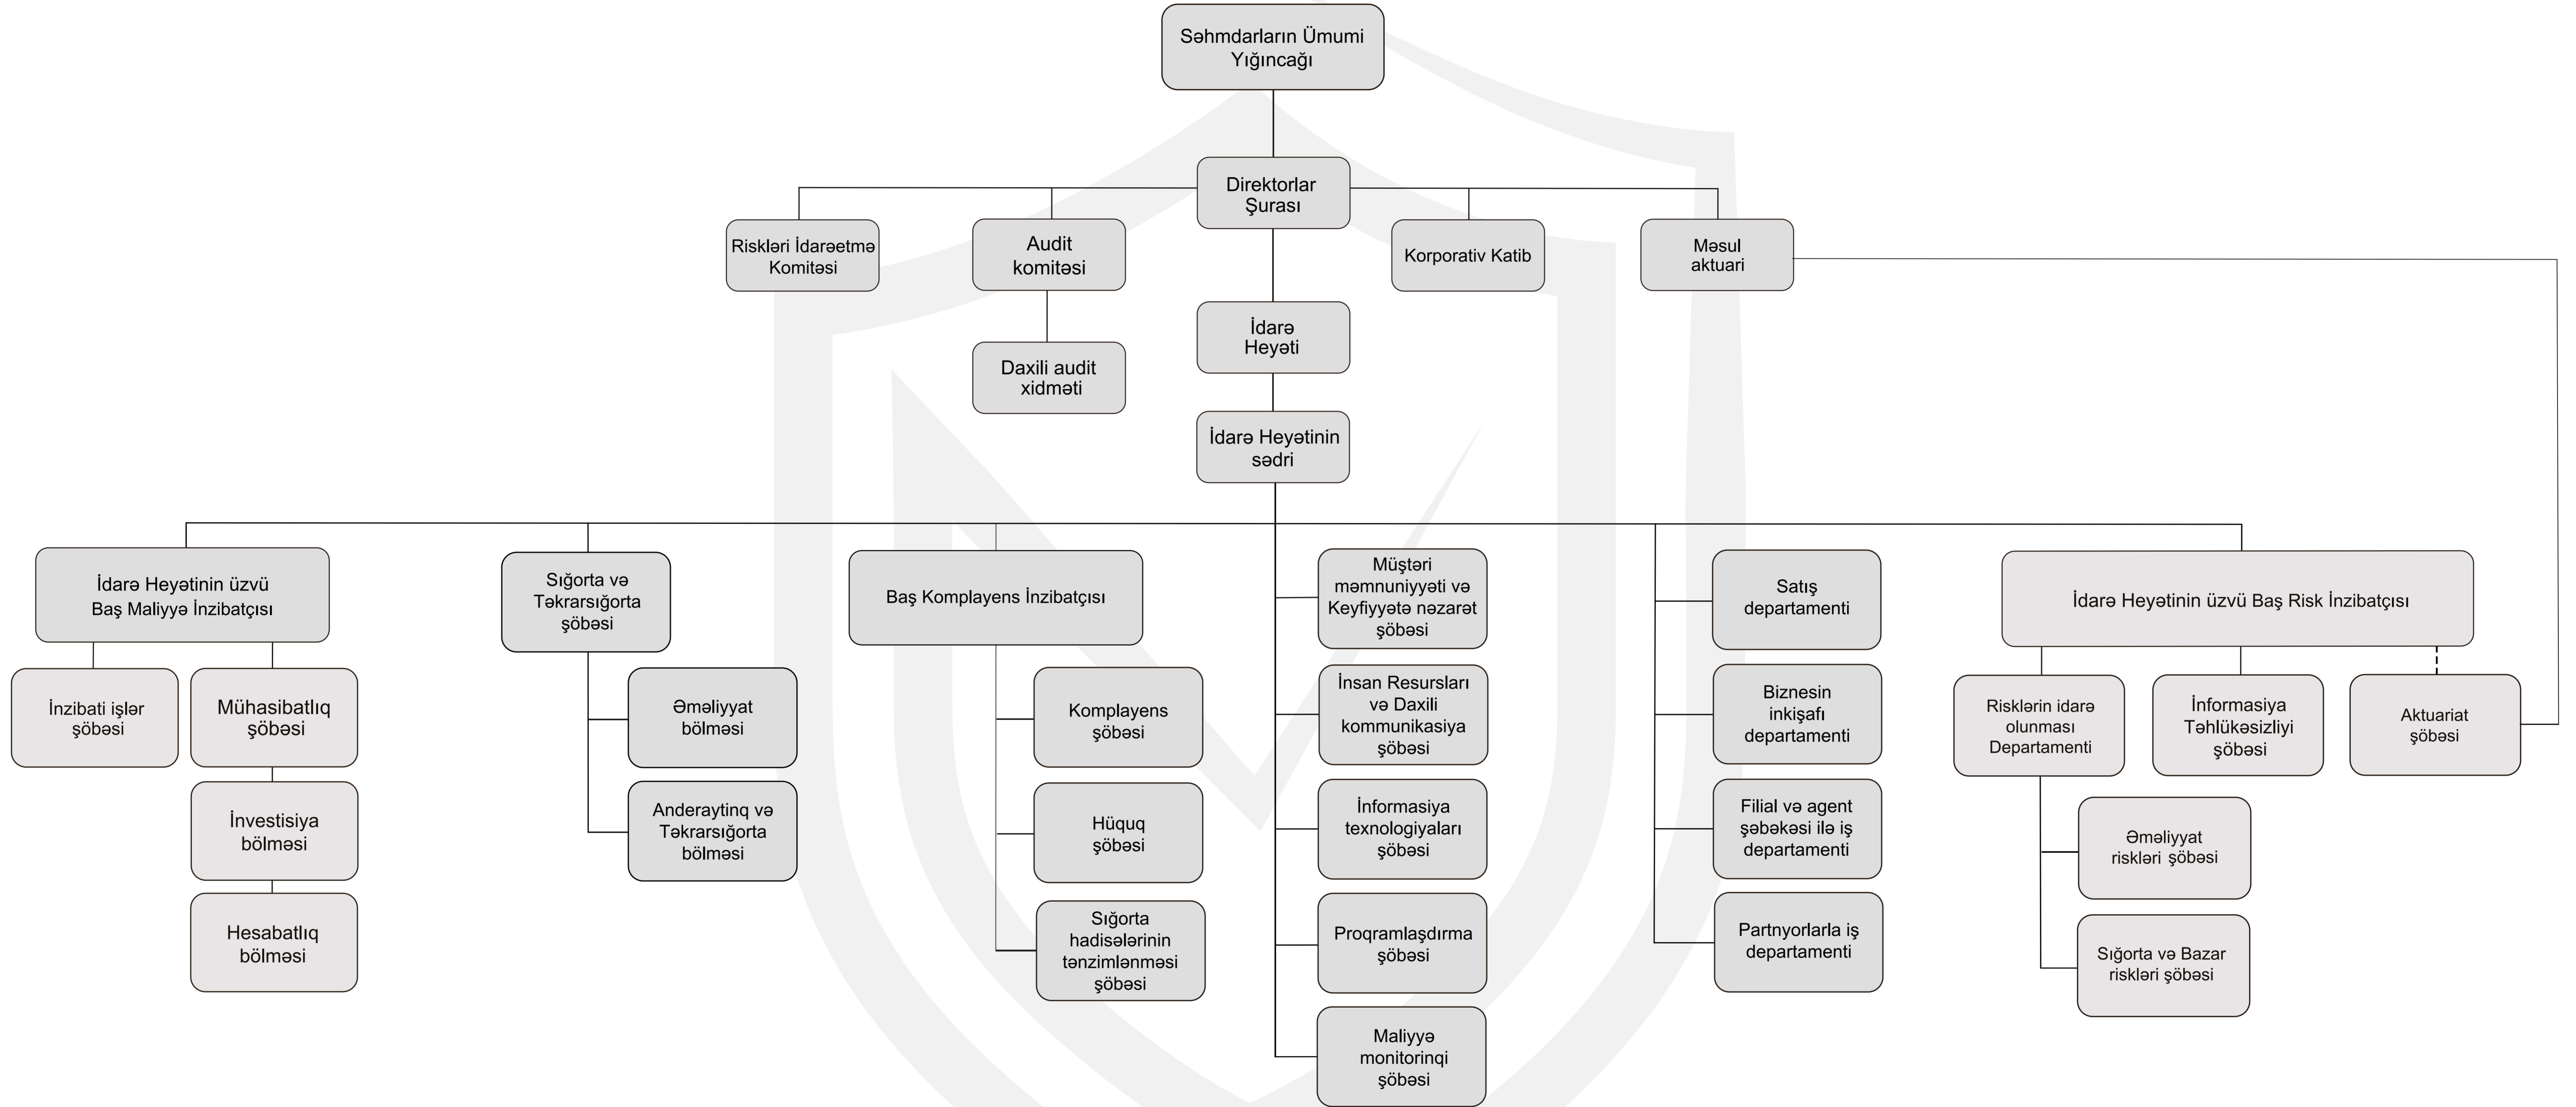 Səhmdarların Ümumi
Yığıncağı
Direktorlar
Şurası
Riskləri İdarəetmə
Komitəsi
Audit
komitəsi
Korporativ Katib
Məsul
aktuari
İdarə
Heyəti
Daxili audit
xidməti
İdarə Heyətinin
sədri
İdarə Heyətinin üzvü
Baş Maliyyə İnzibatçısı
Sığorta və
Təkrarsığorta
şöbəsi
Baş Komplayens İnzibatçısı
Müştəri
məmnuniyyəti və
Keyfiyyətə nəzarət
şöbəsi
Satış
departamenti
İdarə Heyətinin üzvü Baş Risk İnzibatçısı
İnzibati işlər
şöbəsi
Mühasibatlıq
şöbəsi
Əməliyyat
bölməsi
Komplayens
şöbəsi
İnsan Resursları
və Daxili
kommunikasiya
şöbəsi
Biznesin
inkişafı
departamenti
Risklərin idarə
olunması
Departamenti
İnformasiya
Təhlükəsizliyi
şöbəsi
Aktuariat
şöbəsi
İnvestisiya
bölməsi
Anderaytinq və
Təkrarsığorta
bölməsi
Hüquq
şöbəsi
İnformasiya
texnologiyaları
şöbəsi
Filial və agent
şəbəkəsi ilə iş
departamenti
Əməliyyat
riskləri şöbəsi
Hesabatlıq
bölməsi
Sığorta
hadisələrinin
tənzimlənməsi
şöbəsi
Proqramlaşdırma
şöbəsi
Partnyorlarla iş
departamenti
Sığorta və Bazar
riskləri şöbəsi
Maliyyə
monitorinqi
şöbəsi